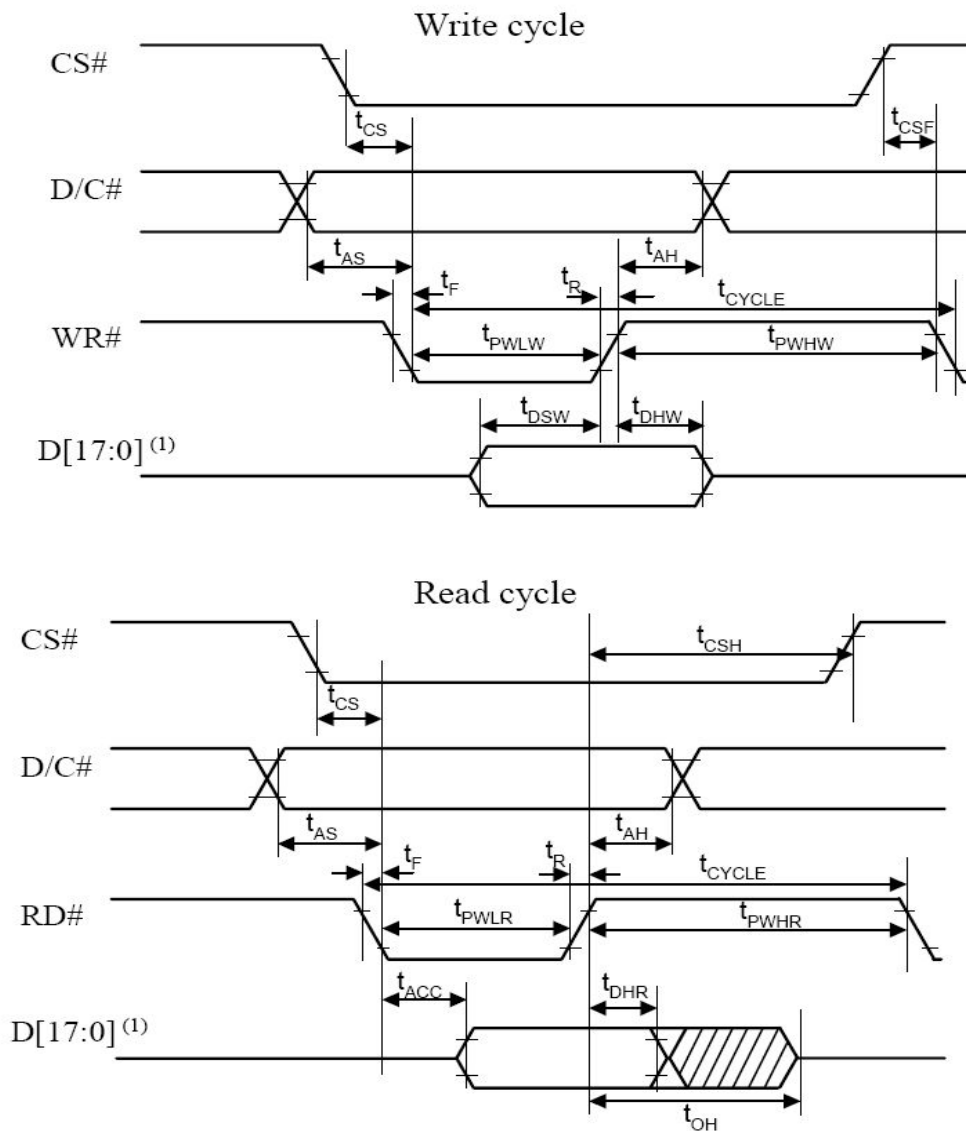 Write cycle
CS#
tCS
tCSF
D/C#
tAS
tAH
tF
tR
tCYCLE
WR#
tPWLW
tPWHW
tDSW
tDHW
D[17:0] (1)
Read cycle
CS#
tCSH
tCS
D/C#
tAS
tAH
tF
tR
tCYCLE
RD#
tPWLR
tPWHR
tACC
tDHR
D[17:0] (1)
tOH